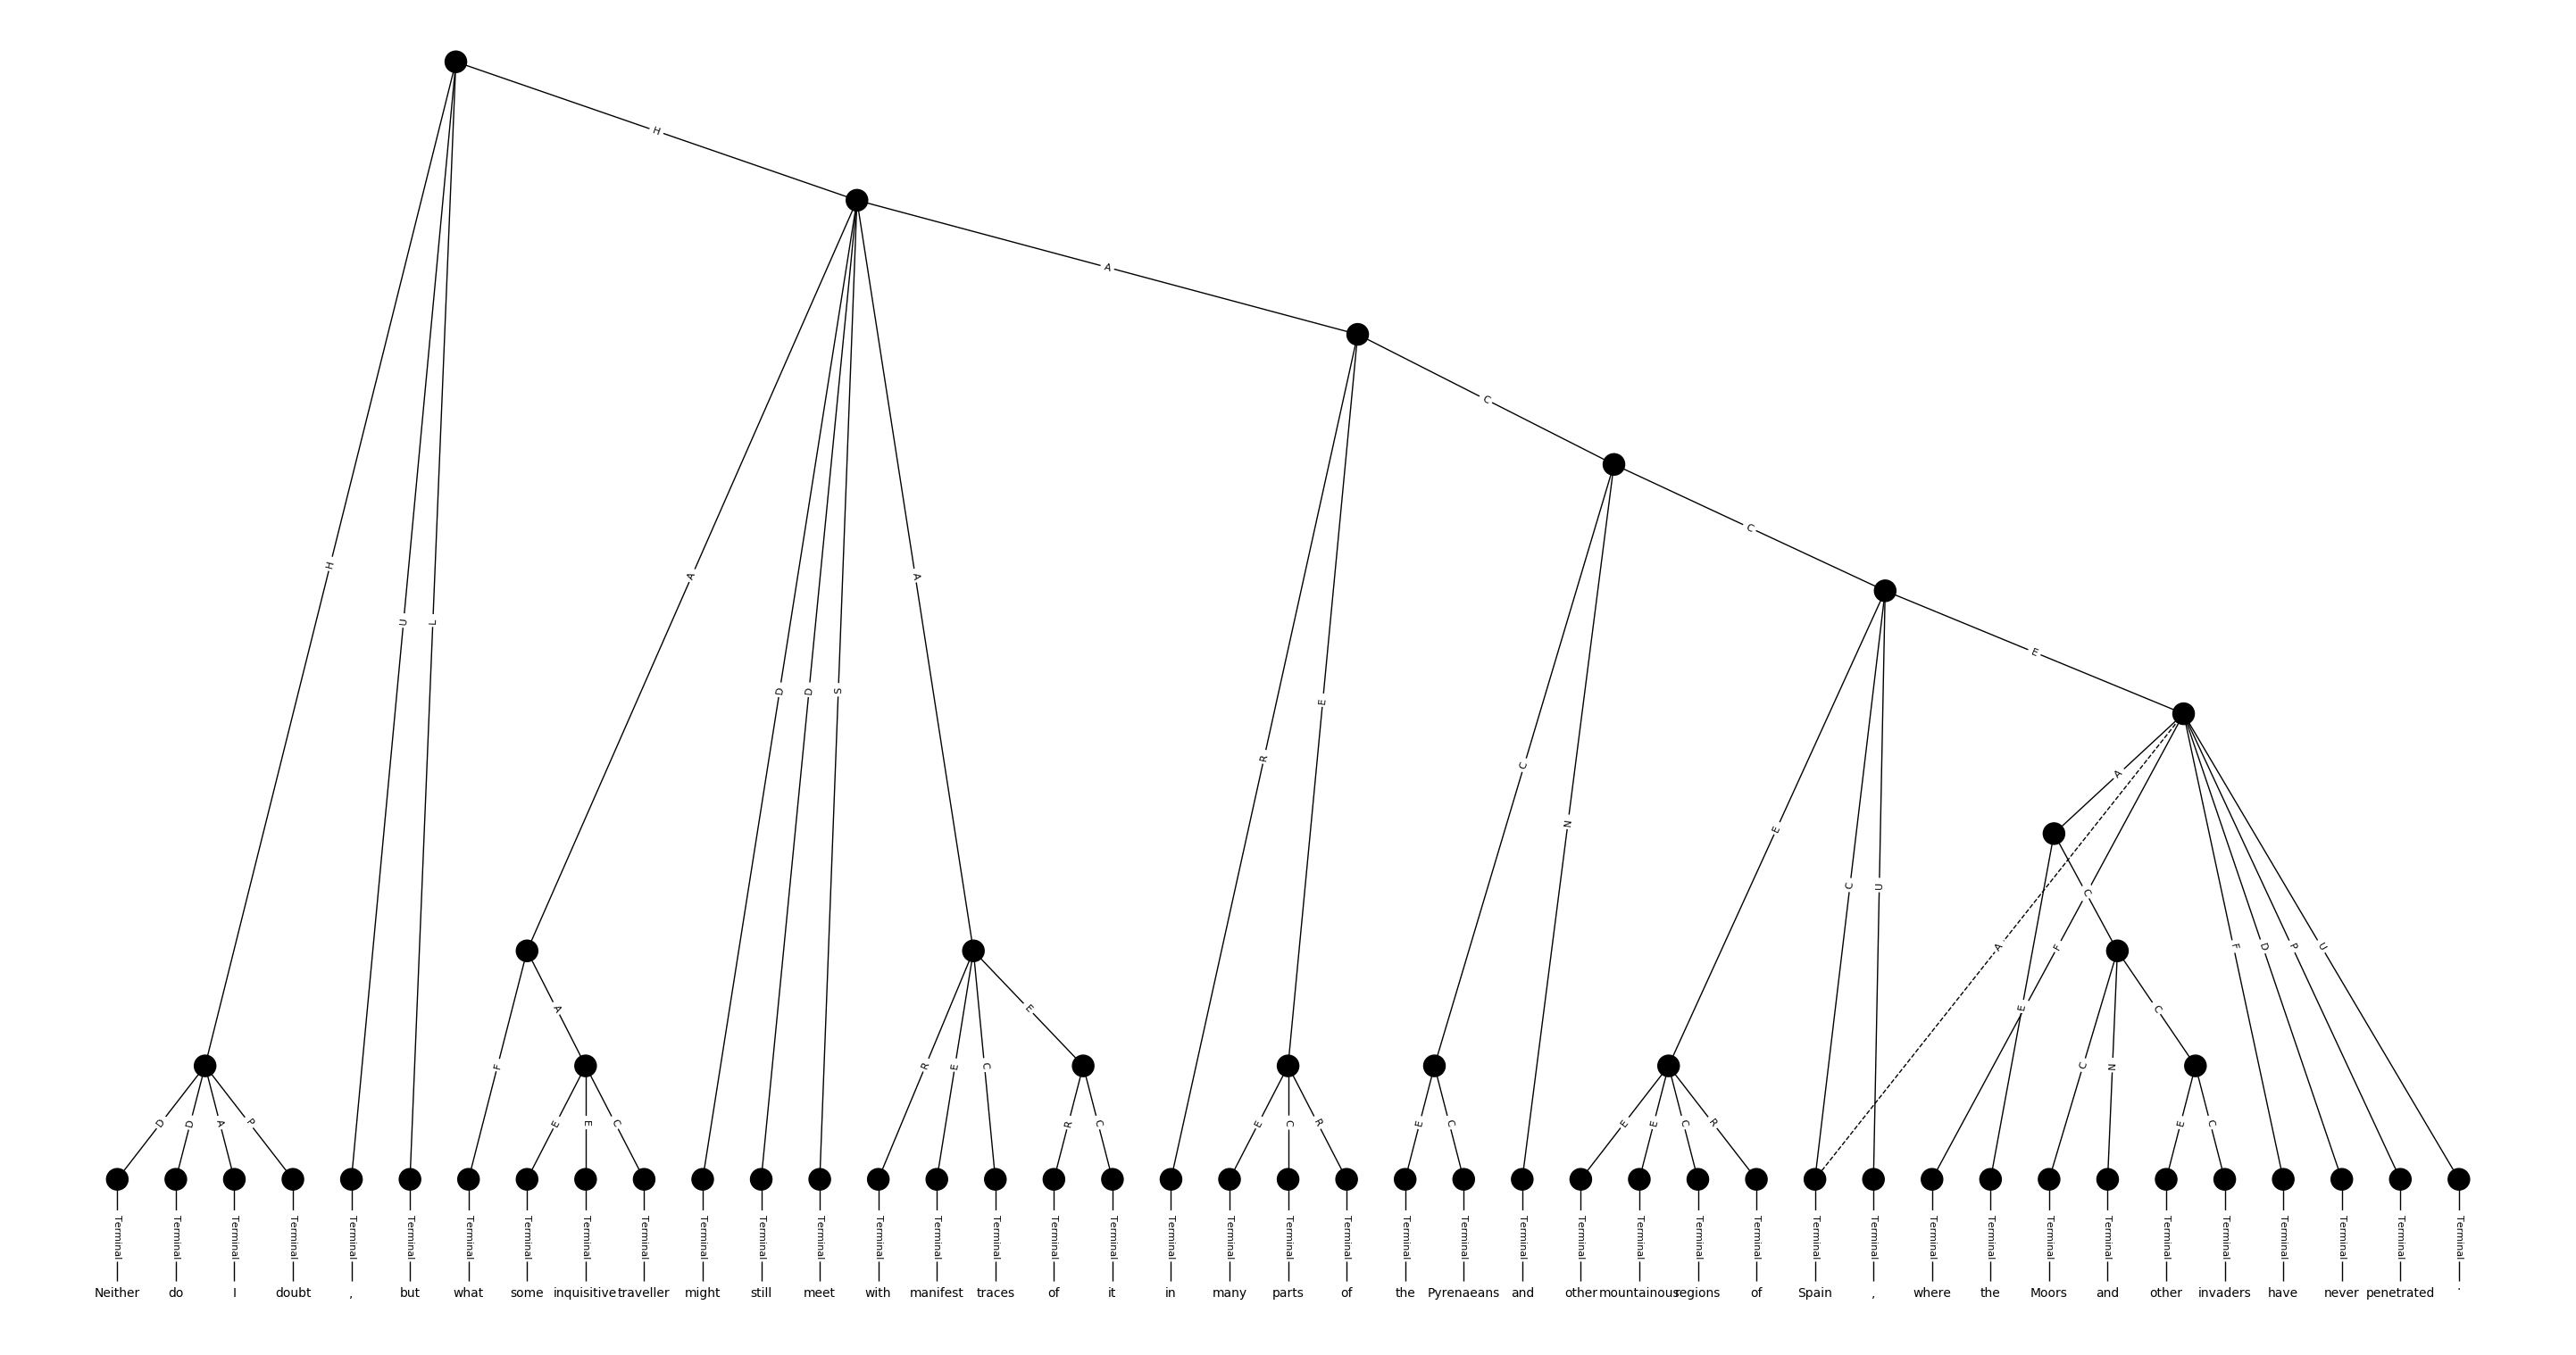 H
A
C
C
H
A
A
E
U
L
D
D
S
R
E
C
N
E
C
U
A
A
C
F
F
D
P
U
F
A
R
E
C
E
E
C
N
C
D
D
A
P
E
E
C
R
C
E
C
R
E
C
E
E
C
R
E
C
Terminal Terminal Terminal Terminal Terminal Terminal Terminal Terminal Terminal Terminal Terminal Terminal Terminal Terminal Terminal Terminal Terminal Terminal Terminal Terminal Terminal Terminal Terminal Terminal Terminal Terminal Terminal Terminal Terminal Terminal Terminal Terminal Terminal Terminal Terminal Terminal Terminal Terminal Terminal Terminal Terminal
Neither do I doubt , but what some inquisitive traveller might still meet with manifest traces of it in many parts of the Pyrenaeans and other mountainous regions of Spain , where the Moors and other invaders have never penetrated .